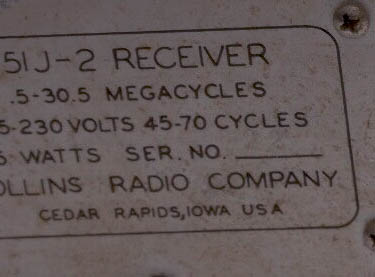 51J-2 RECEIVER
.5-30.5 MEGACYCLES
5-230 VOLTS 45-70 CYCLES
WATTS SER. NO.
OLLINS RADIO COMPANY
CEDAR RAPIDS, IOWA USA